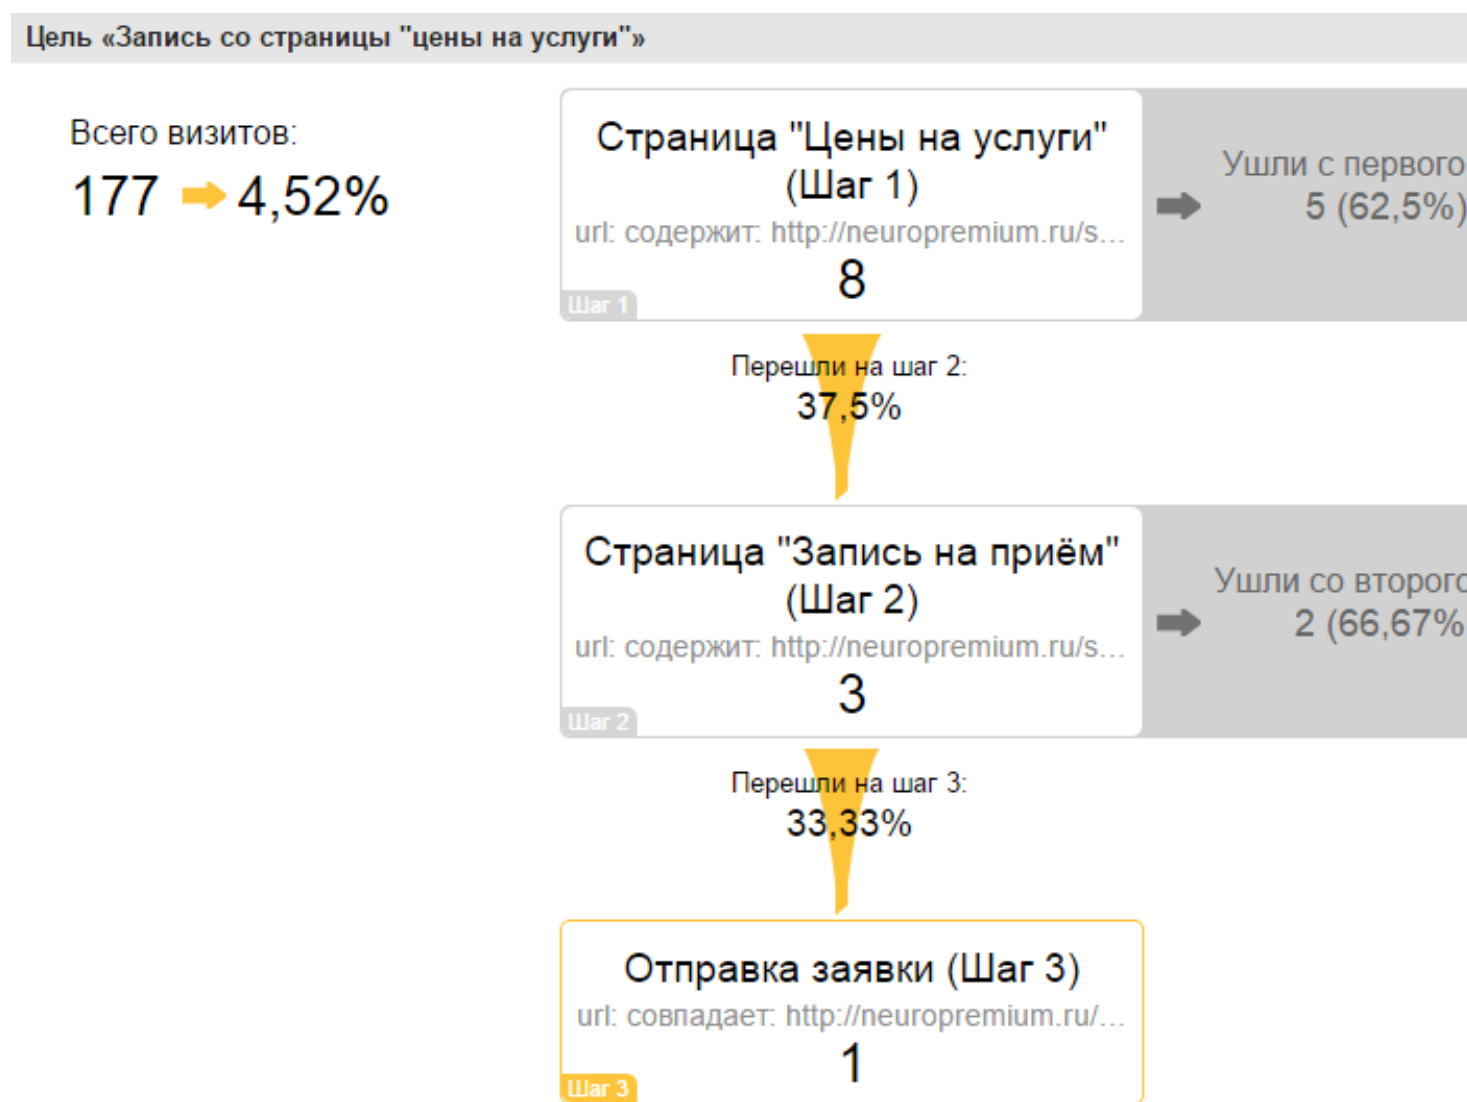 Цель «Запись со страницы "цены на услуги"»
Всего визитов:
177 4,52%
Страница "Цены на услуги"
(Шаг 1)
url: содержит: http://neuropremium.ru/s...
8
Шаг 1
Ушли с первого
5 (62,5%)
Перешли на шаг 2:
37,5%
Страница "Запись на приём"
(Шаг 2)
url: содержит: http://neuropremium.ru/s...
3
Шаг 2
Ушли со второго
2 (66,67%
Перешли на шаг 3:
33,33%
Отправка заявки (Шаг 3)
url: совпадает: http://neuropremium.ru/...
1
Шаг 3